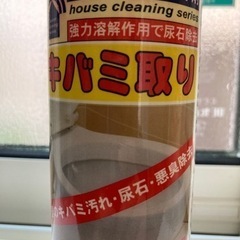 house cleaning series
強力溶解作用で尿石除去
キバミ取り
のキバミ汚れ・尿石・悪臭除去